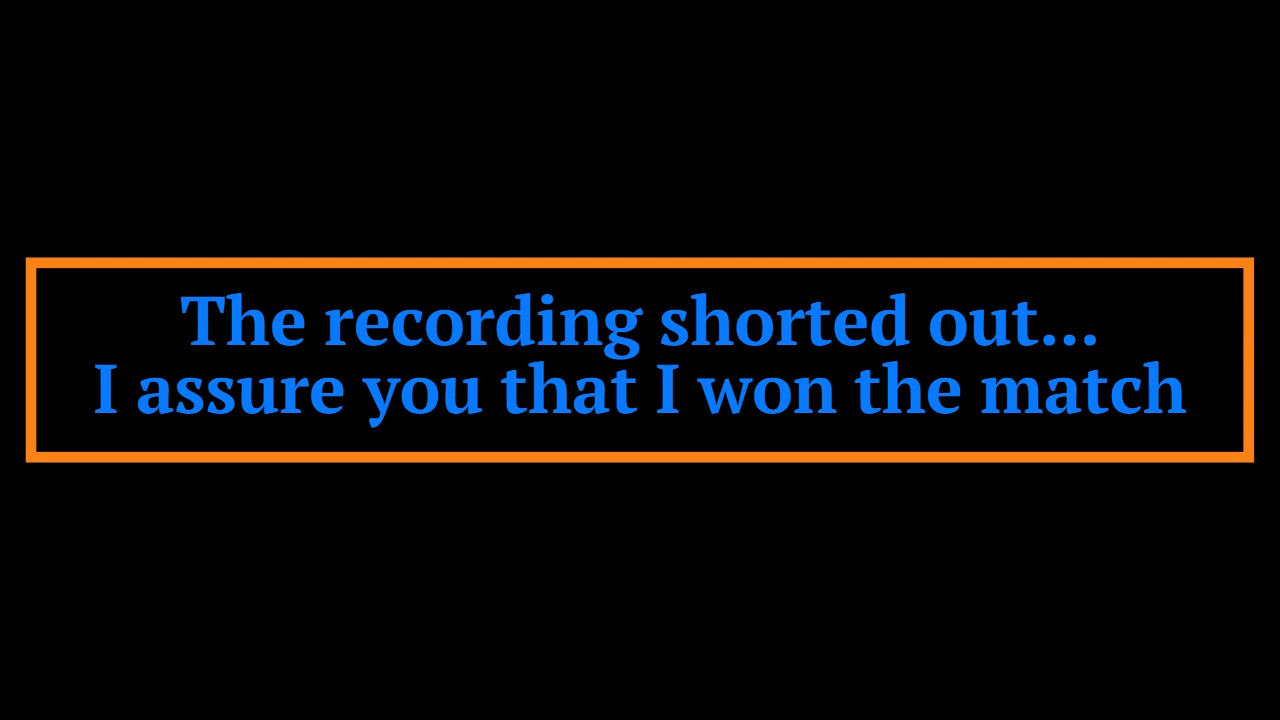 The recording shorted out...
I assure you that I won the match